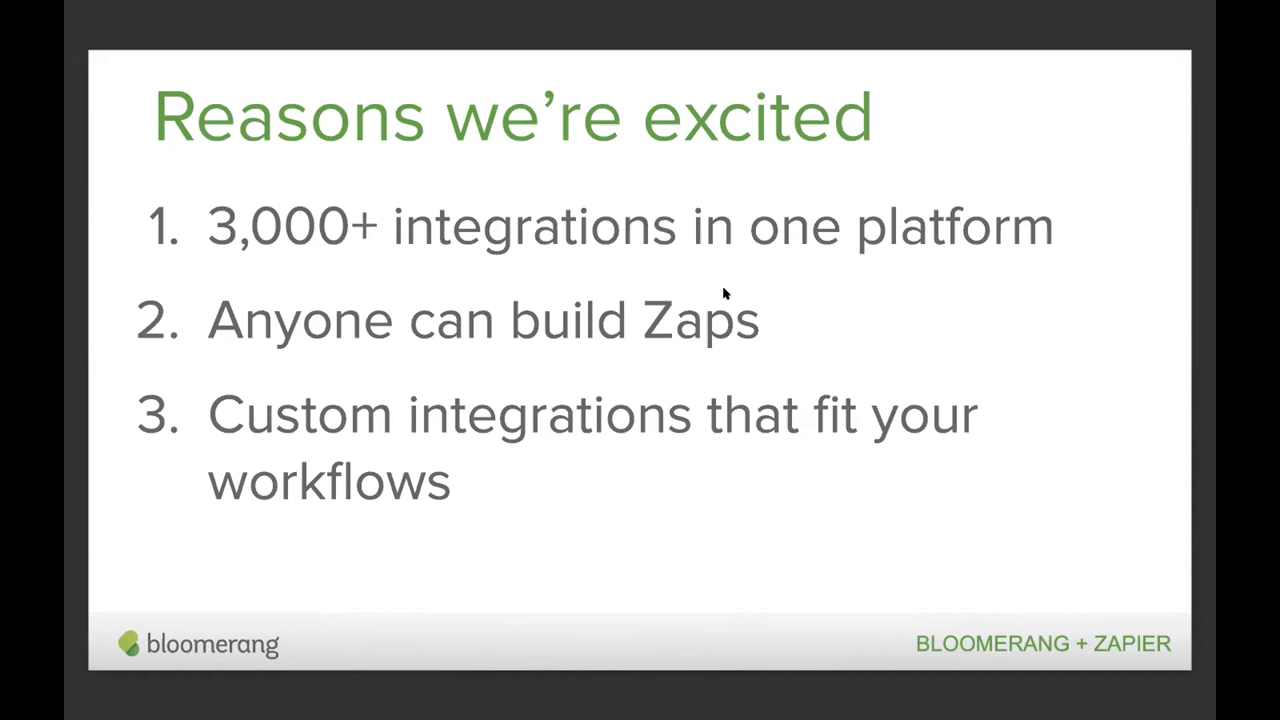 Reasons we’re excited
1. 3,000+ integrations in one platform
2. Anyone can build Zaps
3. Custom integrations that fit your
workflows
bloomerang
BLOOMERANG + ZAPIER